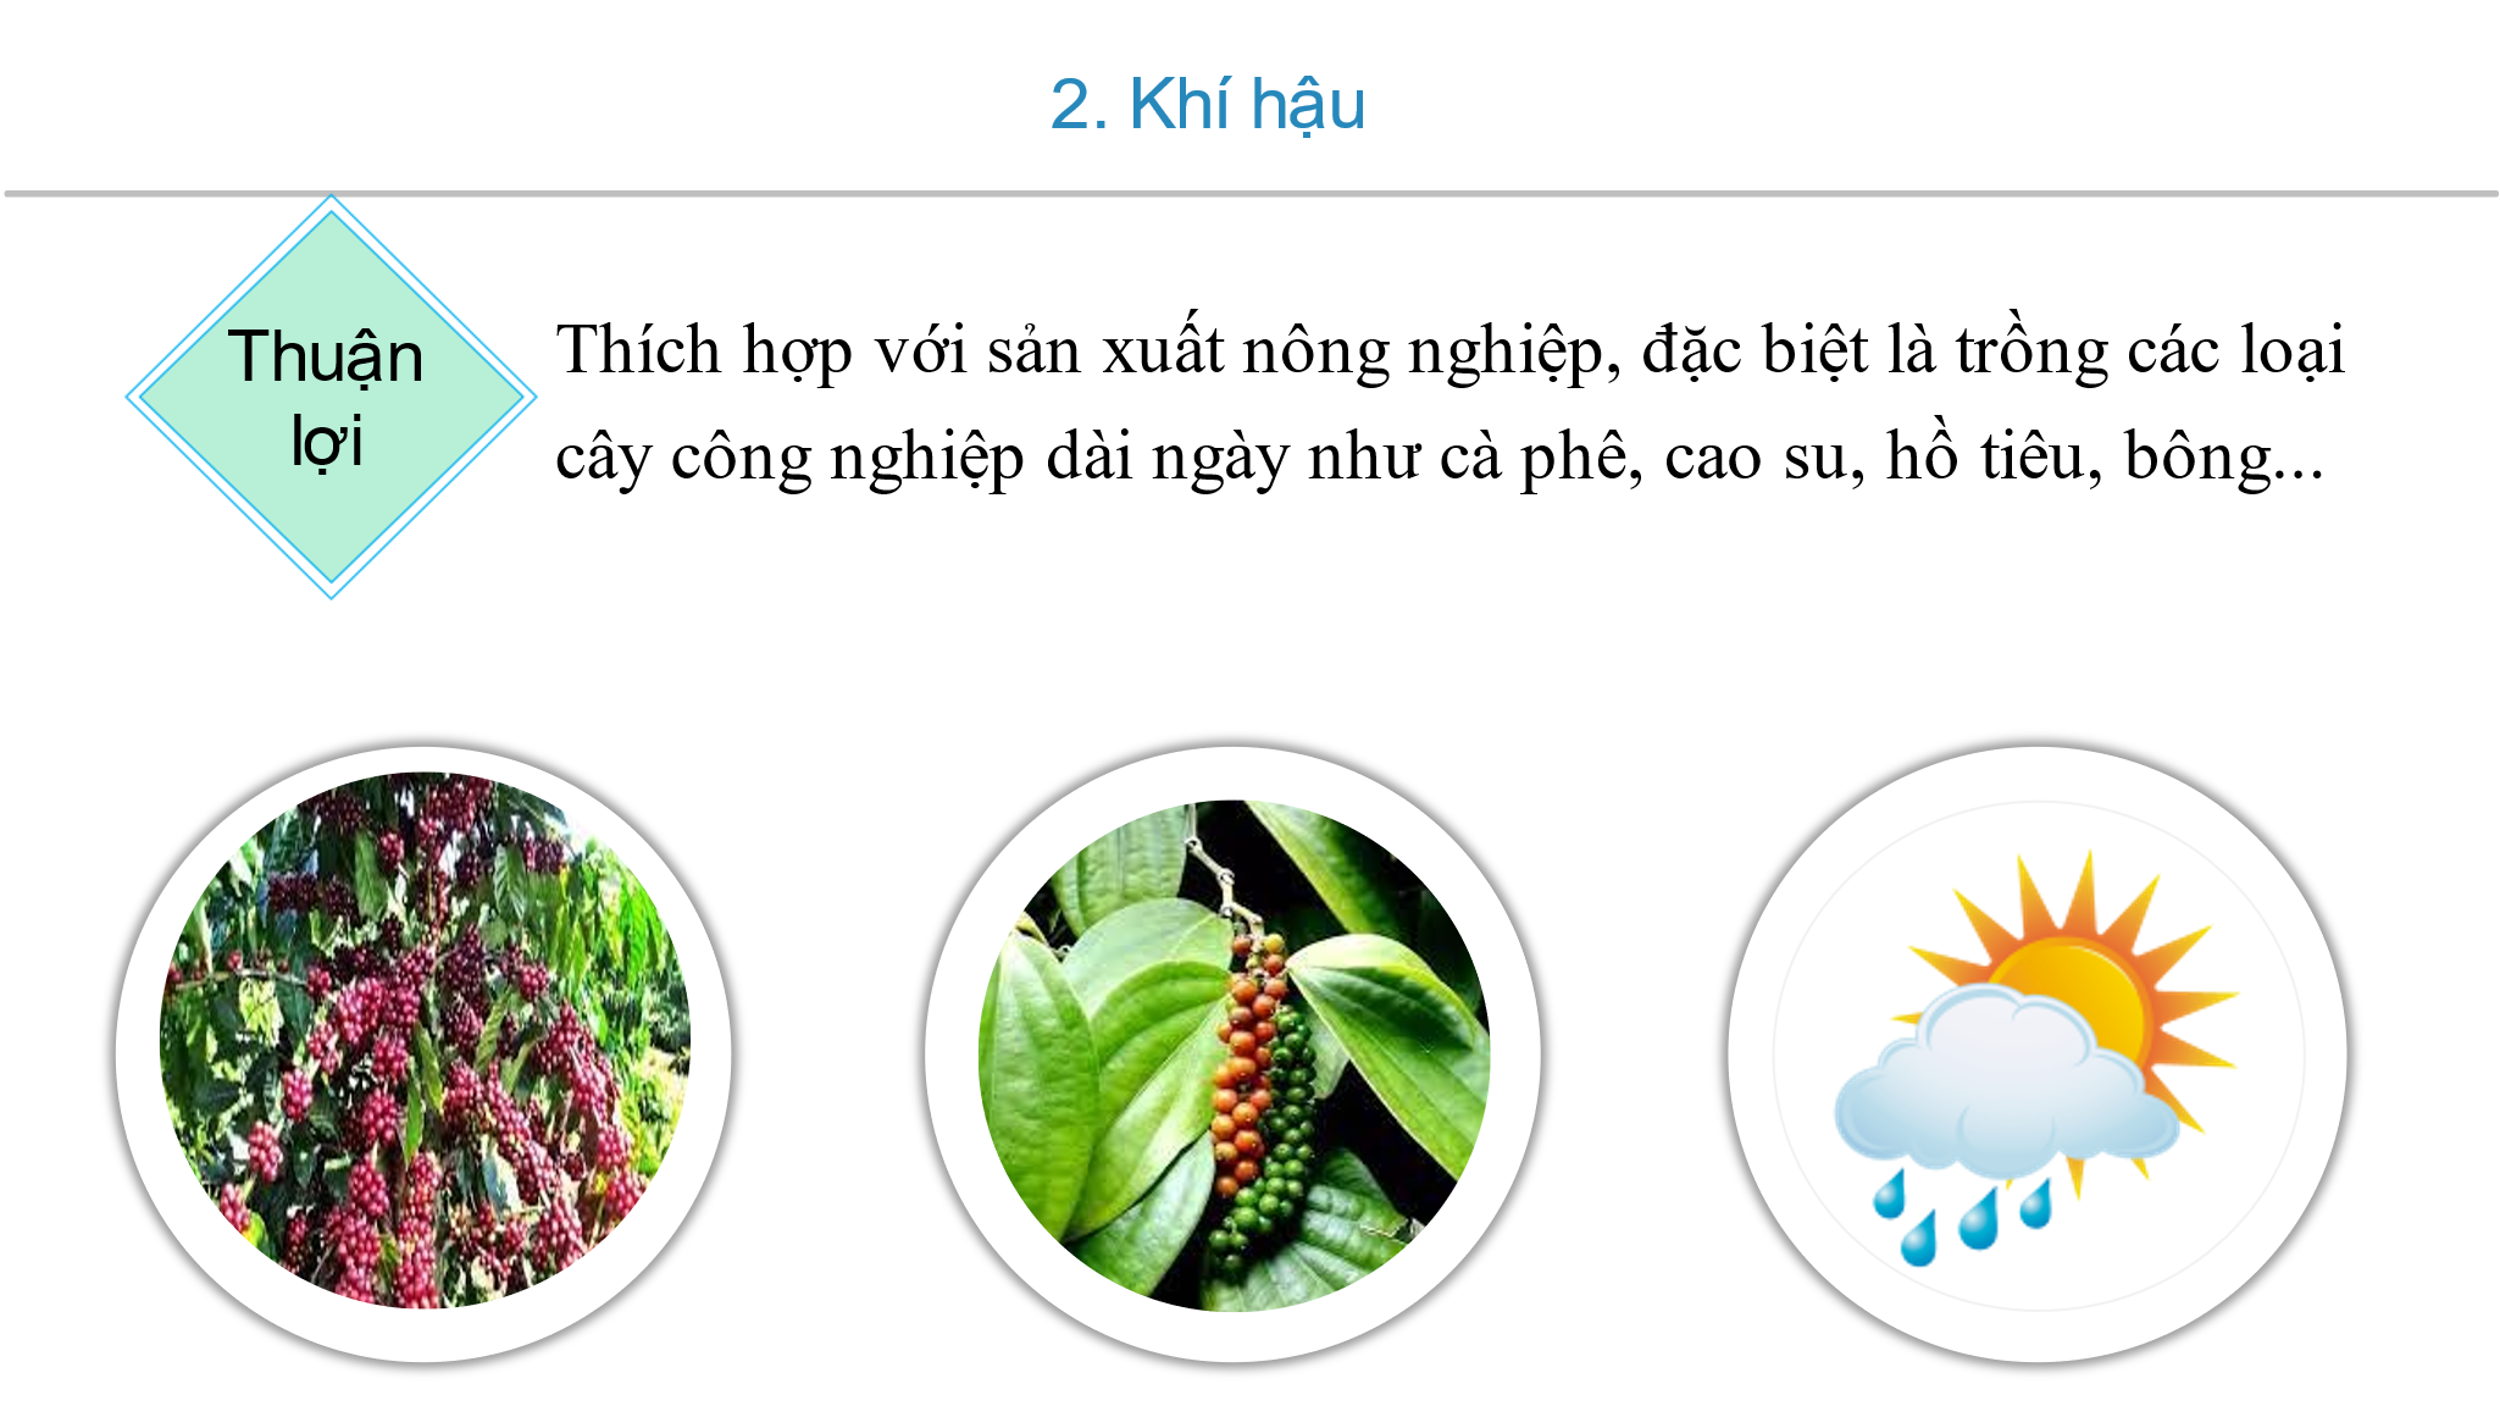 2. Khí hậu
Thuận
lợi
Thích hợp với sản xuất nông nghiệp, đặc biệt là trồng các loại
cây công nghiệp dài ngày như cà phê, cao su, hồ tiêu, bông...